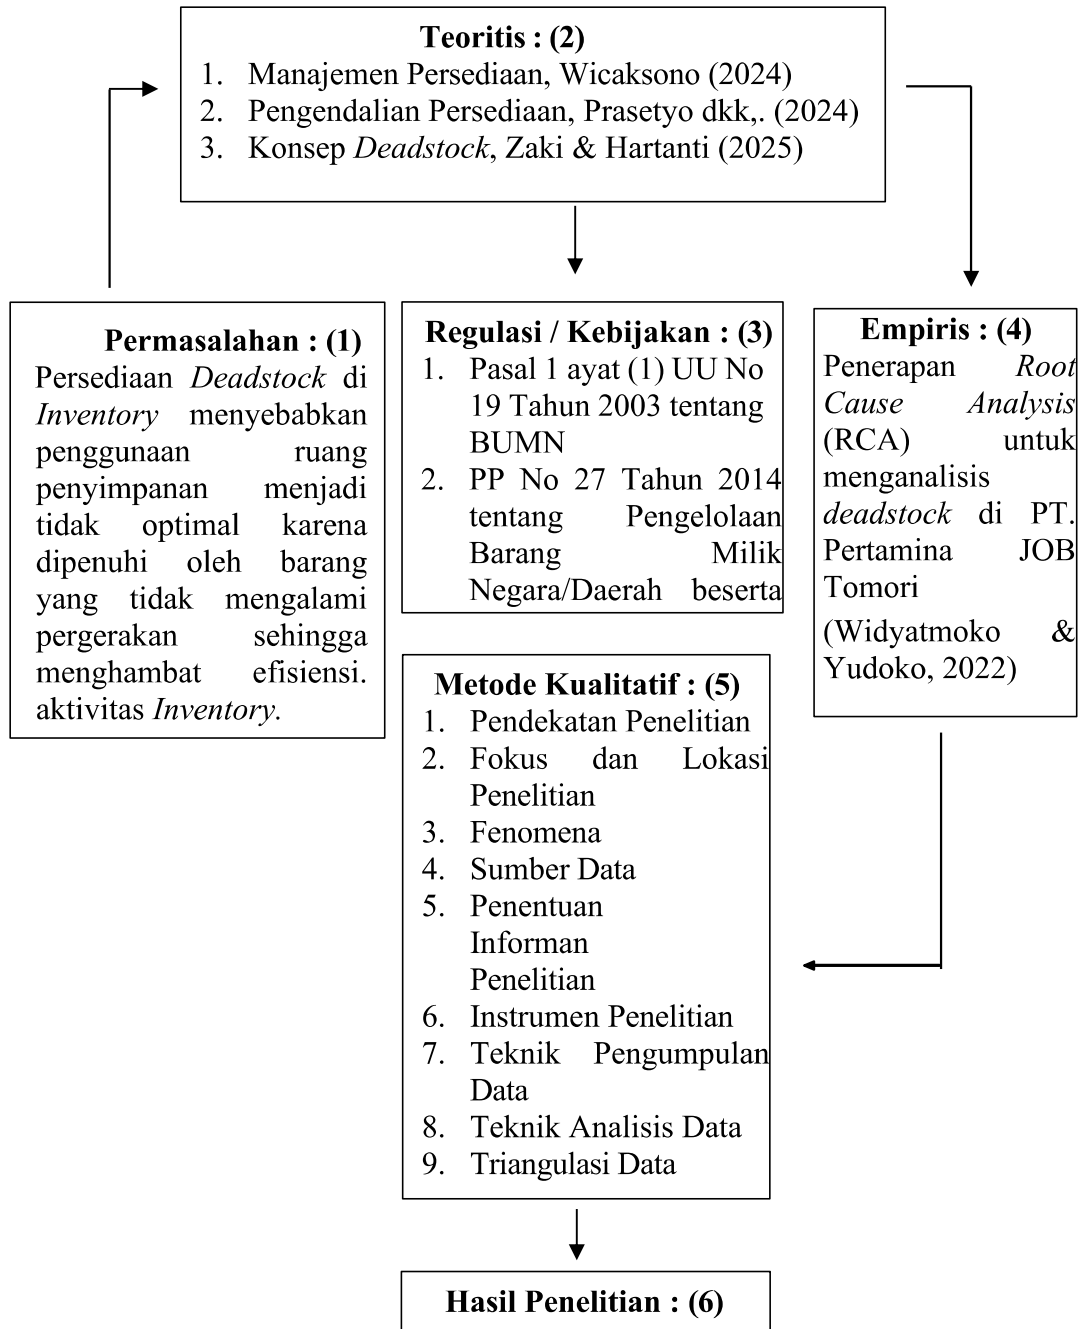 Teoritis : (2)
1. Manajemen Persediaan, Wicaksono (2024)
2. Pengendalian Persediaan, Prasetyo dkk,. (2024)
3. Konsep Deadstock, Zaki & Hartanti (2025)
Permasalahan : (1)
Persediaan Deadstock di
Inventory menyebabkan
penggunaan ruang
penyimpanan menjadi
tidak optimal karena
dipenuhi oleh barang
yang tidak mengalami
pergerakan sehingga
menghambat efisiensi.
aktivitas Inventory.
Regulasi / Kebijakan : (3)
1. Pasal 1 ayat (1) UU No
19 Tahun 2003 tentang
BUMN
2. PP No 27 Tahun 2014
tentang Pengelolaan
Barang Milik
Negara/Daerah beserta
Empiris : (4)
Penerapan Root
Cause Analysis
(RCA) untuk
menganalisis
deadstock di PT.
Pertamina JOB
Tomori
(Widyatmoko &
Yudoko, 2022)
Metode Kualitatif : (5)
1. Pendekatan Penelitian
2. Fokus dan Lokasi
Penelitian
3. Fenomena
4. Sumber Data
5. Penentuan
Informan
Penelitian
6. Instrumen Penelitian
7. Teknik Pengumpulan
Data
8. Teknik Analisis Data
9. Triangulasi Data
Hasil Penelitian : (6)